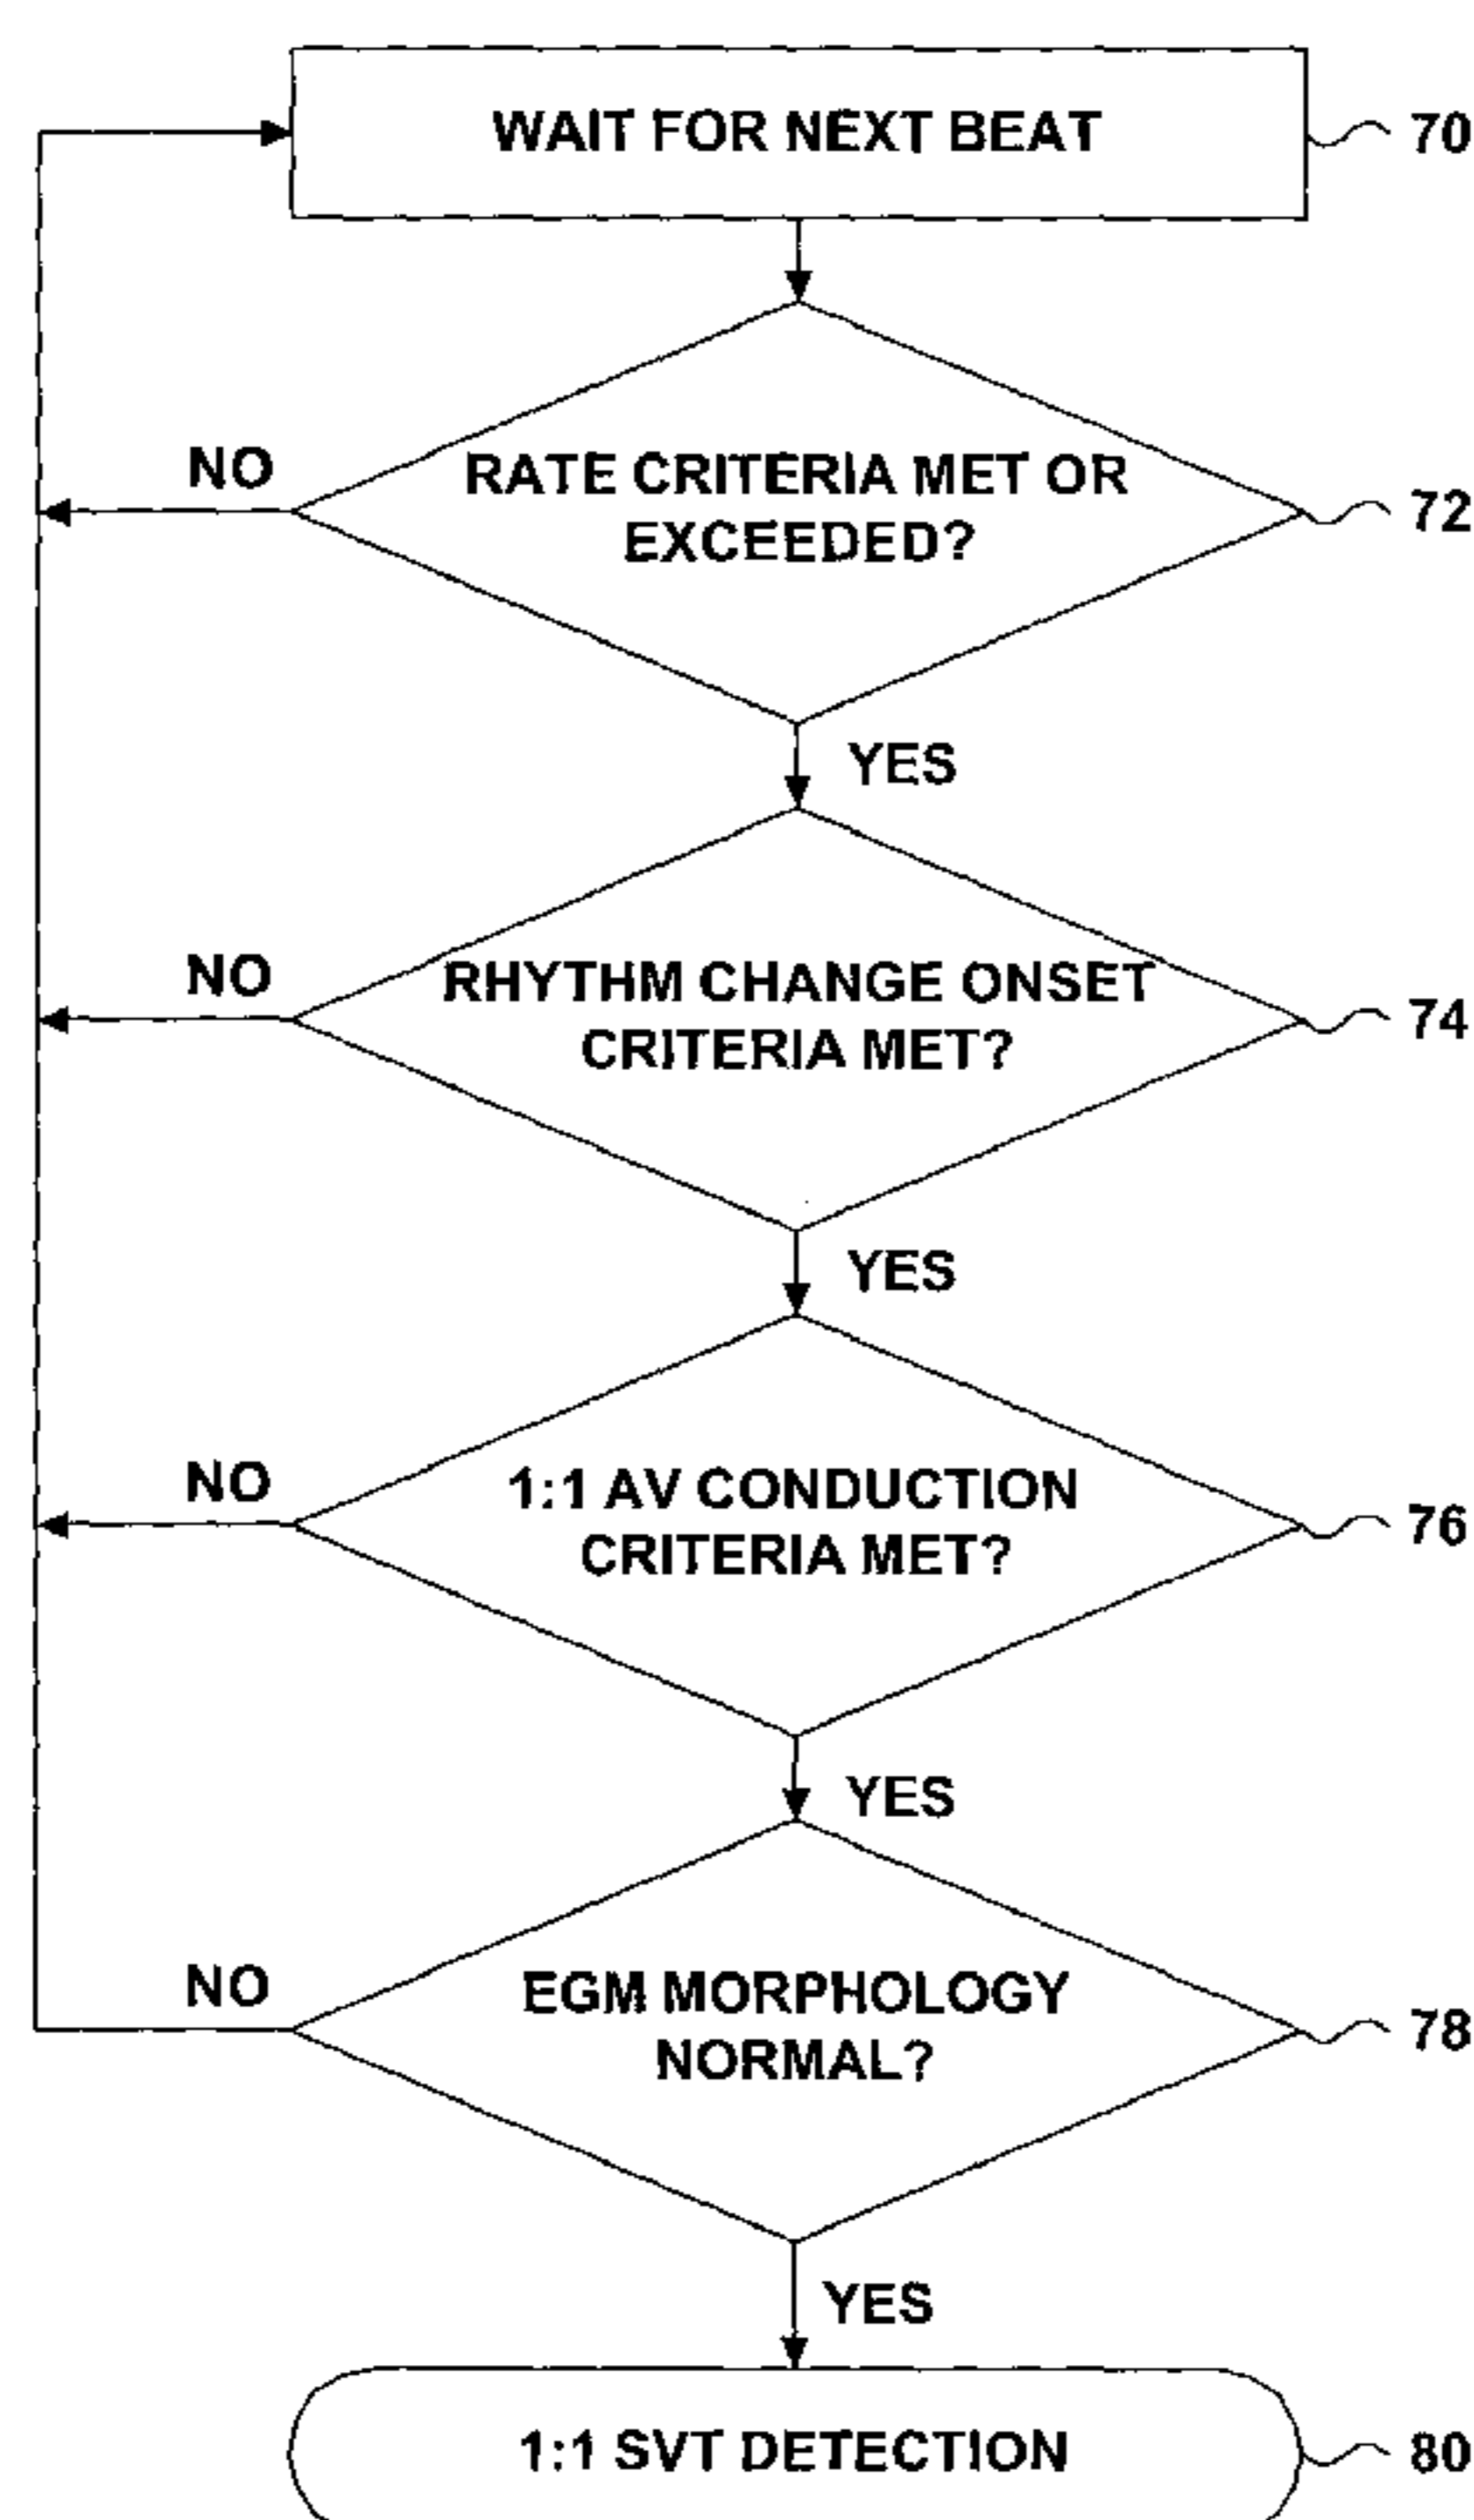 WAIT FOR NEXT BEAT
70
RATE CRITERIA MET OR
EXCEEDED?
72
NO
YES
RHYTHM CHANGE ONSET
CRITERIA MET?
74
NO
YES
1:1 AV CONDUCTION
CRITERIA MET?
76
NO
YES
EGM MORPHOLOGY
NORMAL?
78
NO
YES
1:1 SVT DETECTION
80